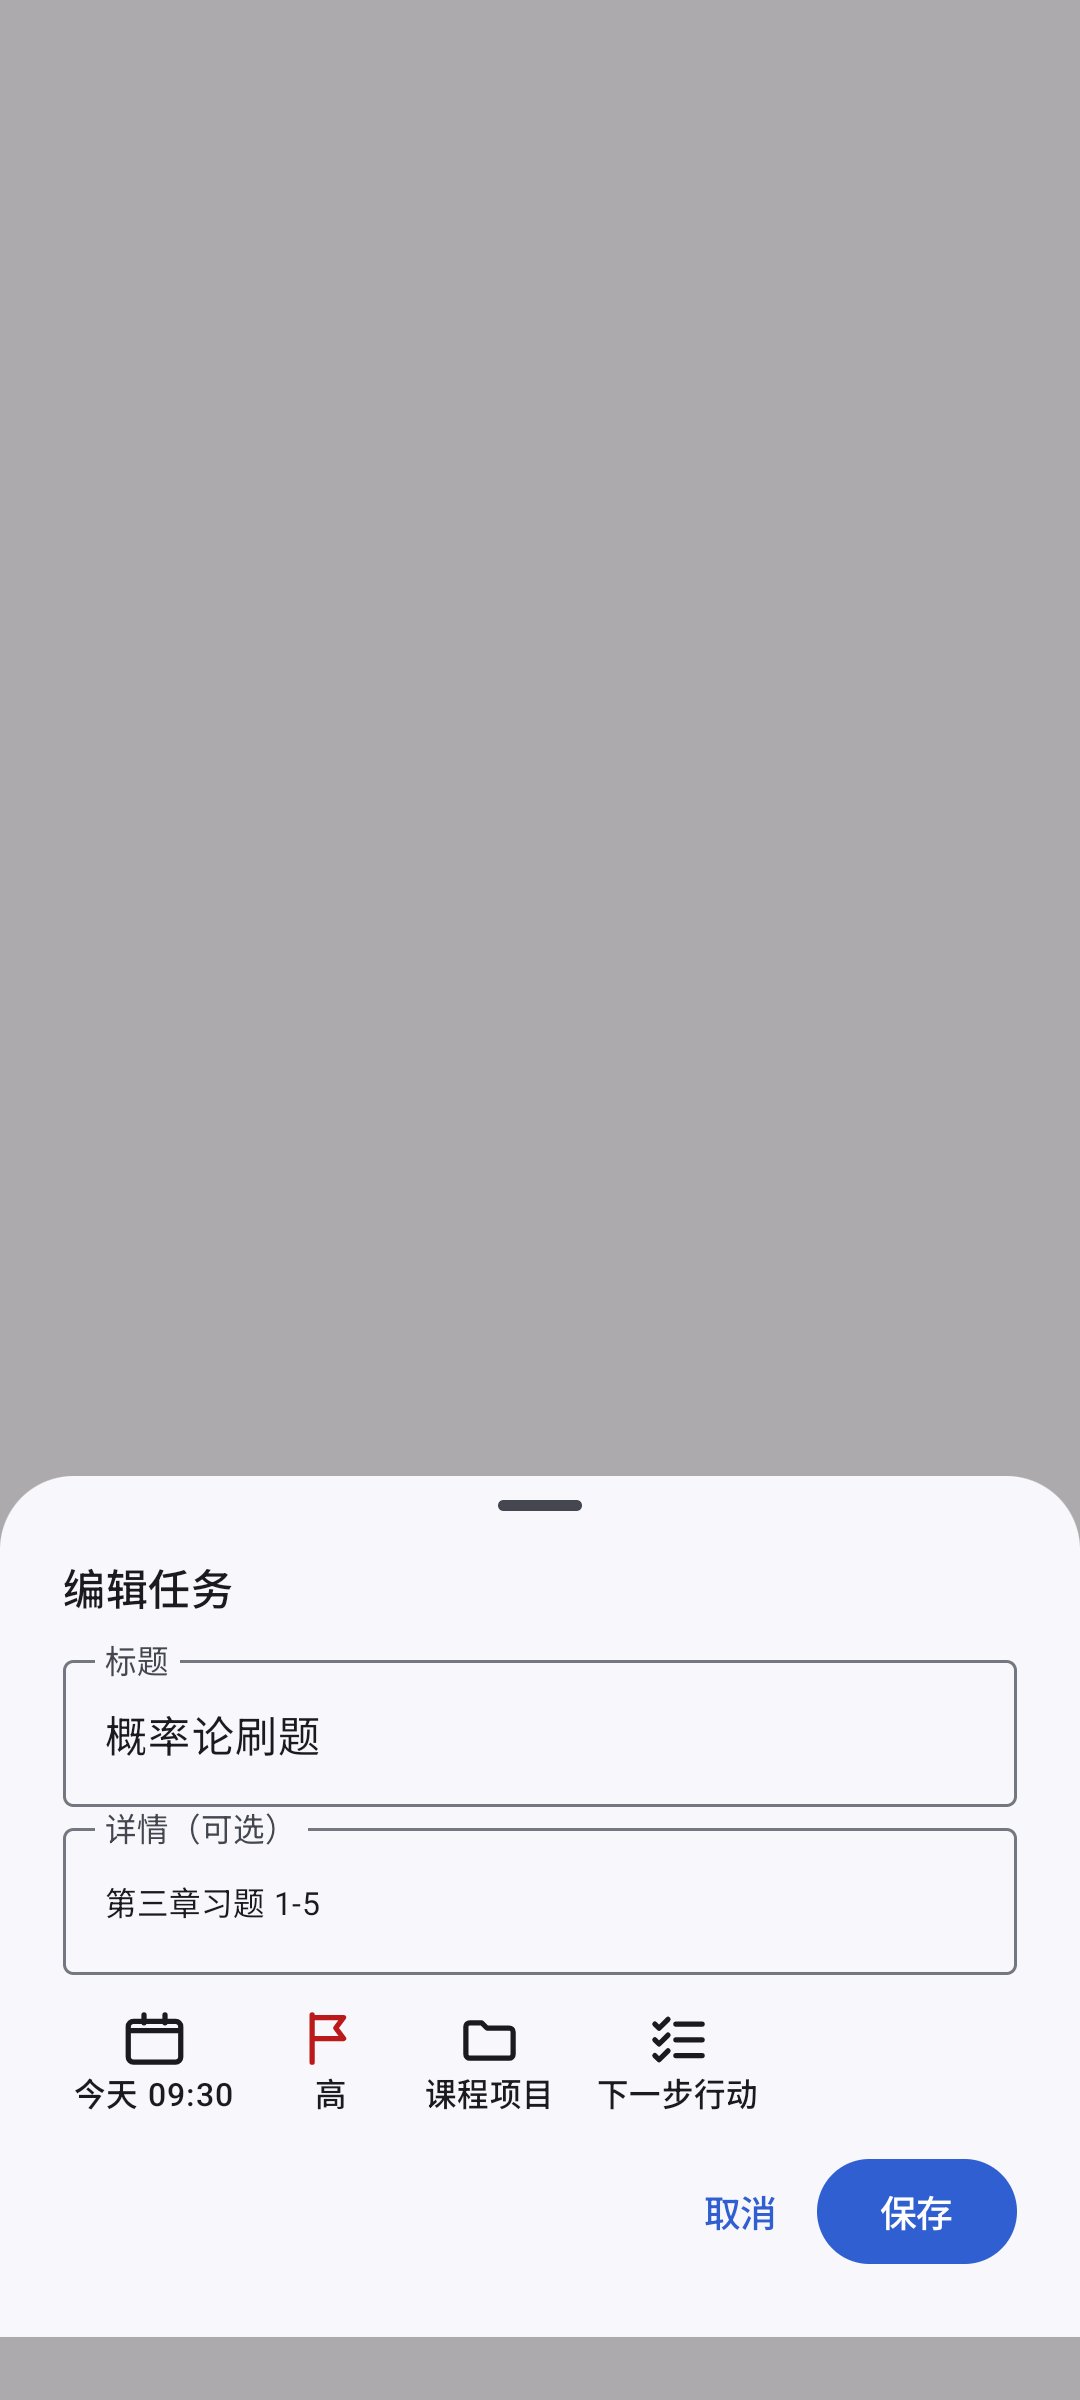 编辑任务
标题
概率论刷题
详情（可选）
第三章习题 1-5
今天 09:30
高
课程项目
下一步行动
取消
保存